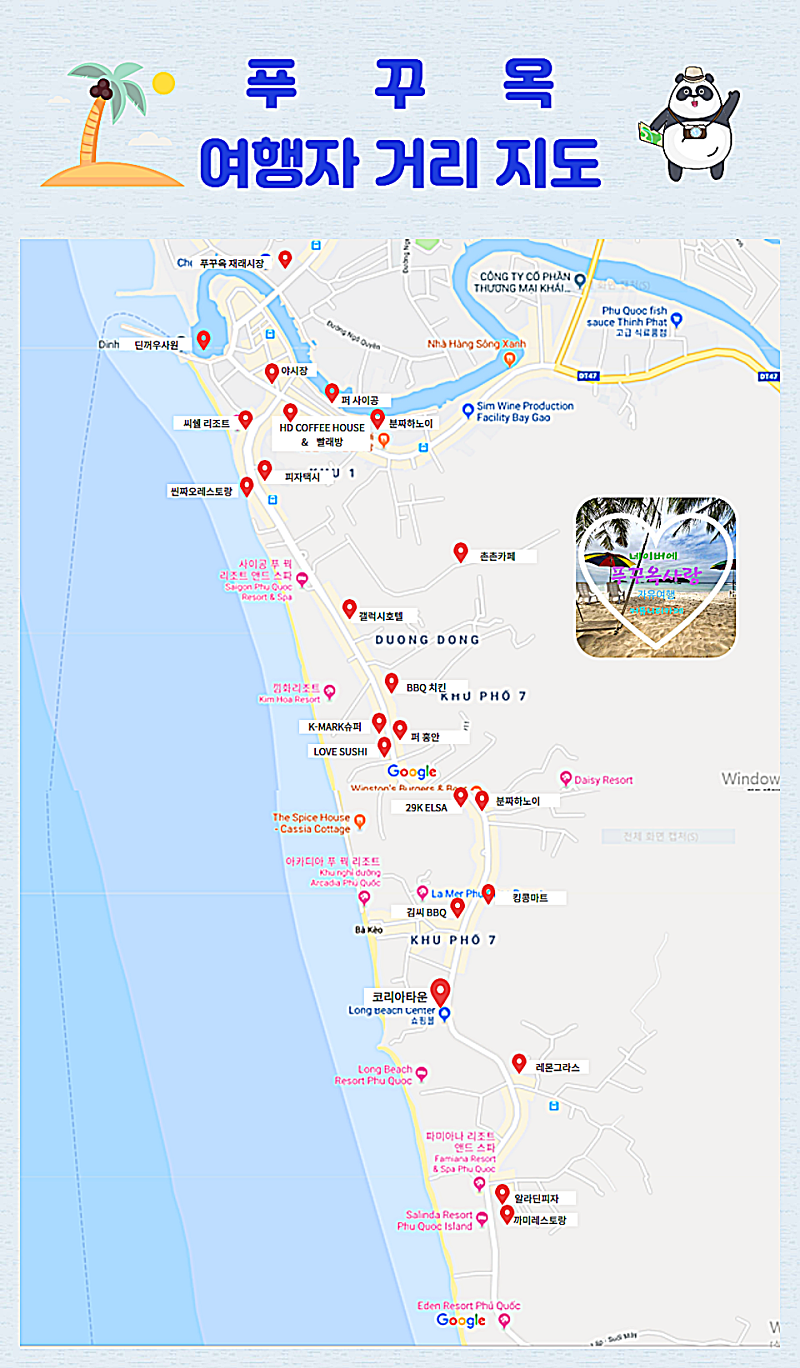 푸 꾸 옥
여행자 거리 지도
푸꾸옥 재래시장
CÔNG TY CỔ PHẦN
THƯƠNG MẠI KHÁI...
Phu Quoc fish
sauce Thinh Phat
고급 식료품점
Đường Ngô Quyền
Dinh
딘꺼우사원
Nhà Hàng Sông Xanh
DT47
DT47
야시장
퍼 사이공
Sim Wine Production
Facility Bay Gao
씨쉘 리조트
HD COFFEE HOUSE
& 빨래방
분짜하노이
피자택시
KHU 1
씬짜오레스토랑
네이버에
푸꾸옥사랑
자유여행
촌촌카페
사이공 푸 꿕
리조트 앤드 스파
Saigon Phu Quoc
Resort & Spa
갤럭시호텔
DUONG DONG
BBQ 치킨
KHU PHỐ 7
낌화리조트
Kim Hoa Resort
K-MARK슈퍼
퍼 홍안
LOVE SUSHI
Google
Daisy Resort
Window
Winston's Burgers & Beer
29K ELSA
분짜하노이
The Spice House
- Cassia Cottage
전체 화면 캡처(S)
아카디아 푸 꿕 리조트
Khu nghỉ dưỡng
Arcadia Phú Quốc
La Mer Phu
킹콩마트
김씨 BBQ
Bà Kèo
KHU PHỐ 7
코리아타운
Long Beach Center
쇼핑몰
레몬그라스
Long Beach
Resort Phu Quoc
파미아나 리조트
앤드 스파
Famiana Resort
& Spa Phu Quoc
알라딘피자
Salinda Resort
Phu Quoc Island
까미레스토랑
Eden Resort Phú Quốc
Google
W